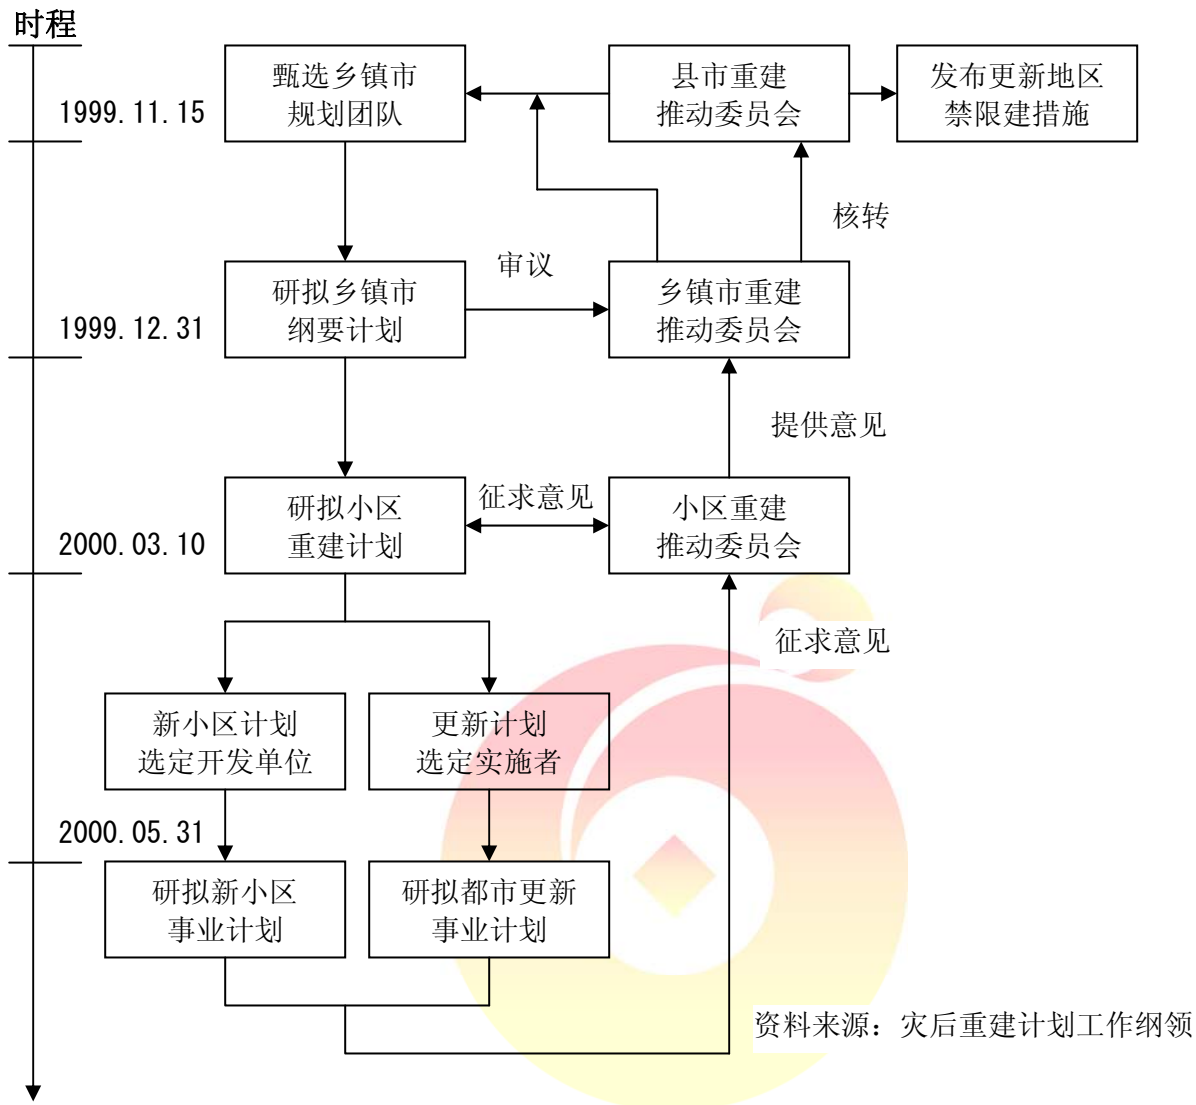 时程
甄选乡镇市
规划团队
县市重建
推动委员会
发布更新地区
禁限建措施
1999.11.15
核转
审议
研拟乡镇市
纲要计划
乡镇市重建
推动委员会
1999.12.31
提供意见
研拟小区
重建计划
征求意见
小区重建
推动委员会
2000.03.10
征求意见
新小区计划
选定开发单位
更新计划
选定实施者
2000.05.31
研拟新小区
事业计划
研拟都市更新
事业计划
资料来源：灾后重建计划工作纲领